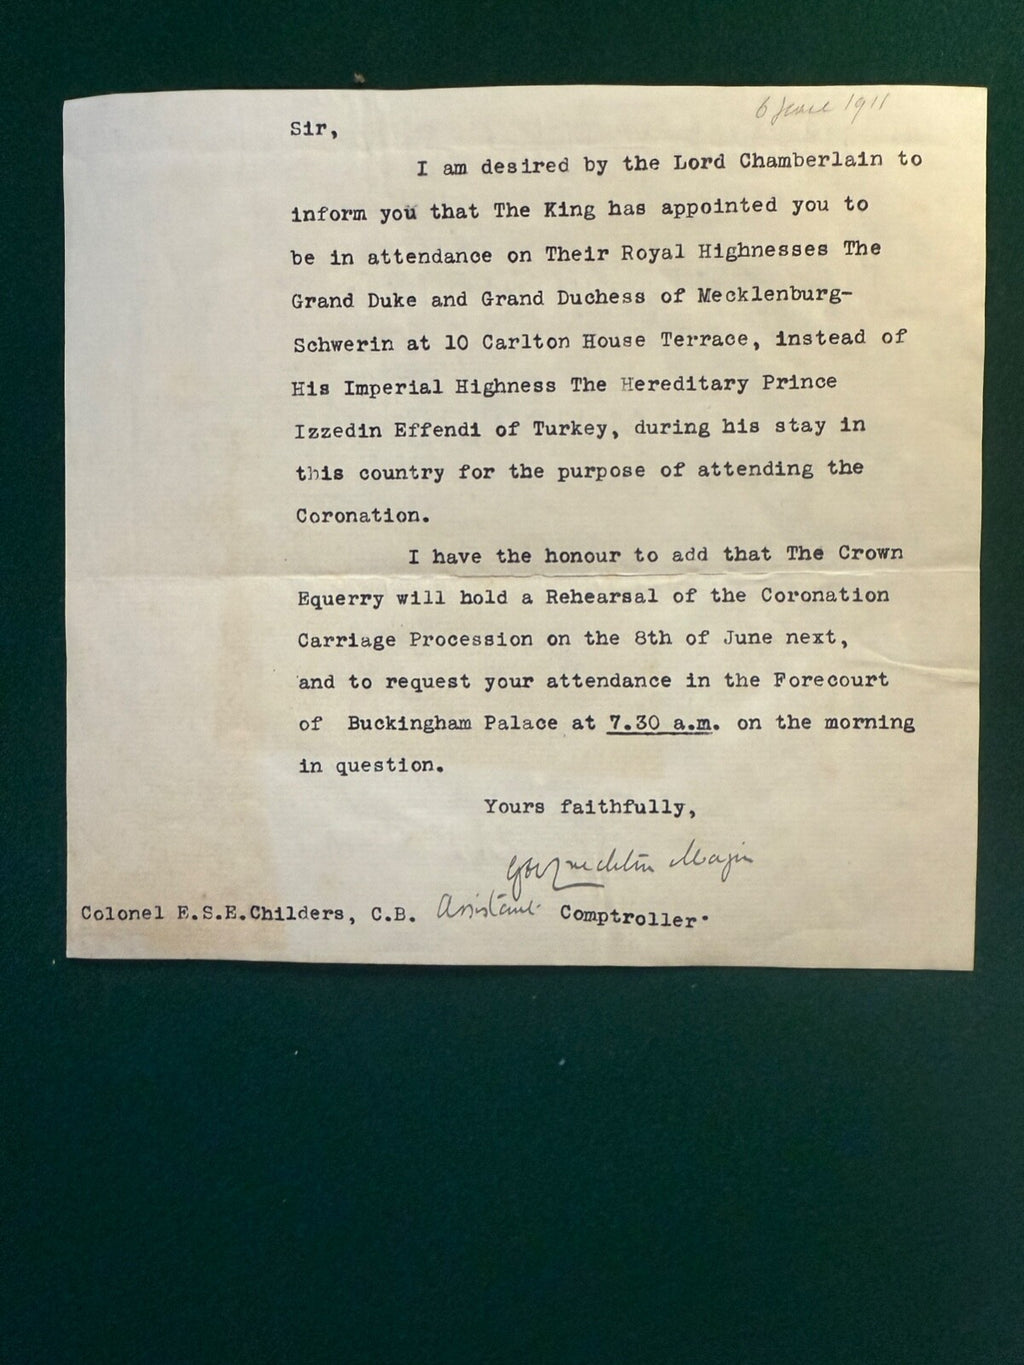 6 June 1911
Sir,
I am desired by the Lord Chamberlain to
inform you that The King has appointed you to
be in attendance on Their Royal Highnesses The
Grand Duke and Grand Duchess of Mecklenburg-
Schwerin at 10 Carlton House Terrace, instead of
His Imperial Highness The Hereditary Prince
Izzedin Effendi of Turkey, during his stay in
this country for the purpose of attending the
Coronation.
I have the honour to add that The Crown
Equerry will hold a Rehearsal of the Coronation
Carriage Procession on the 8th of June next,
and to request your attendance in the Forecourt
of Buckingham Palace at 7.30 a.m. on the morning
in question.
Yours faithfully,
Major
Colonel E.S.E.Childers, C.B. Assistant Comptroller.